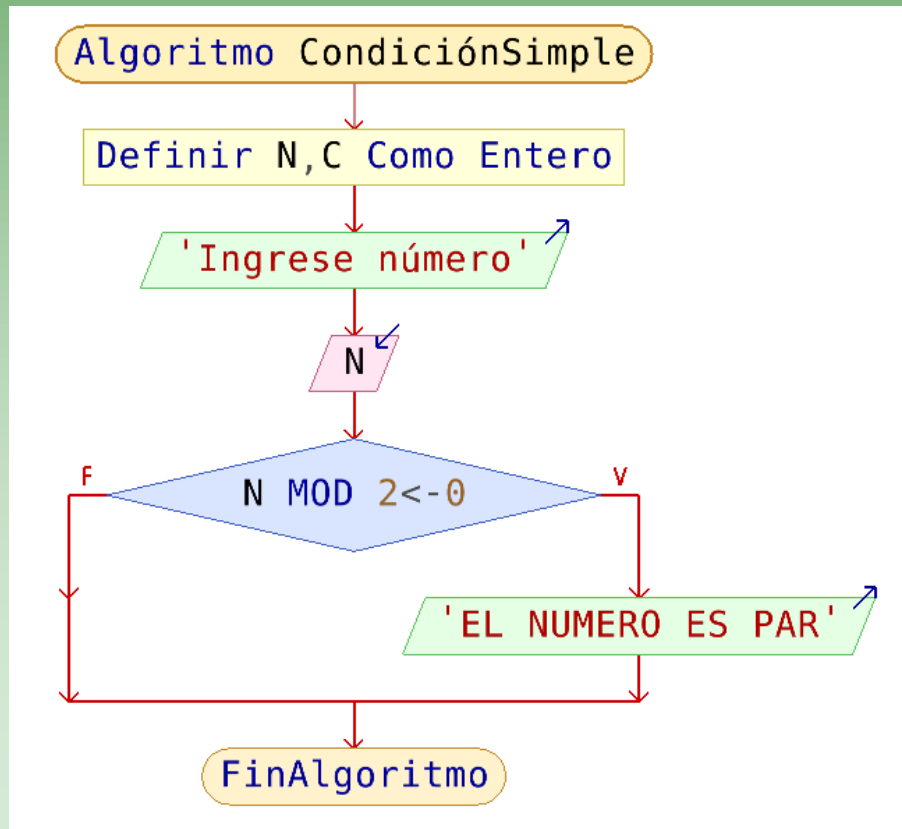 Algoritmo CondiciónSimple
Definir N,C Como Entero
'Ingrese número'
N
F
N MOD 2<-0
V
'EL NUMERO ES PAR'
FinAlgoritmo